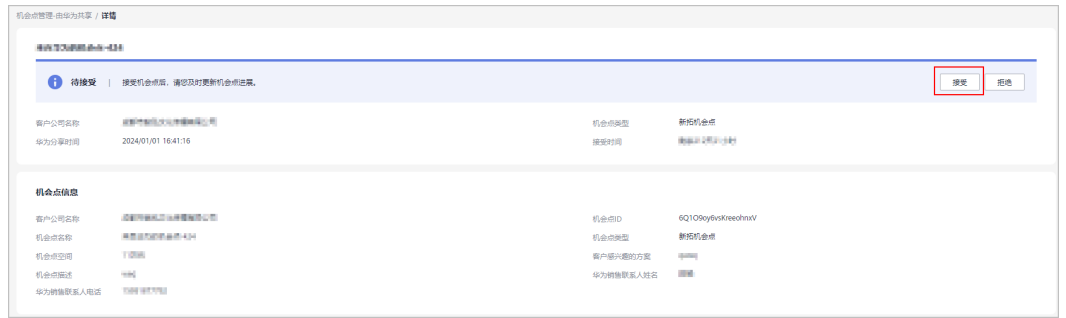 机会点管理-由华为共享 / 详情
待接受 | 接受机会点后，请您及时更新机会点进展。 接受 拒绝
客户公司名称 机会点类型 新拓机会点
华为分享时间 2024/01/01 16:41:16 接受时间
机会点信息
客户公司名称 机会点ID 6Q1O9oy6vsKreeohnxV
机会点名称 机会点类型 新拓机会点
机会点空间 客户感兴趣的方案
机会点描述 华为销售联系人姓名
华为销售联系人电话